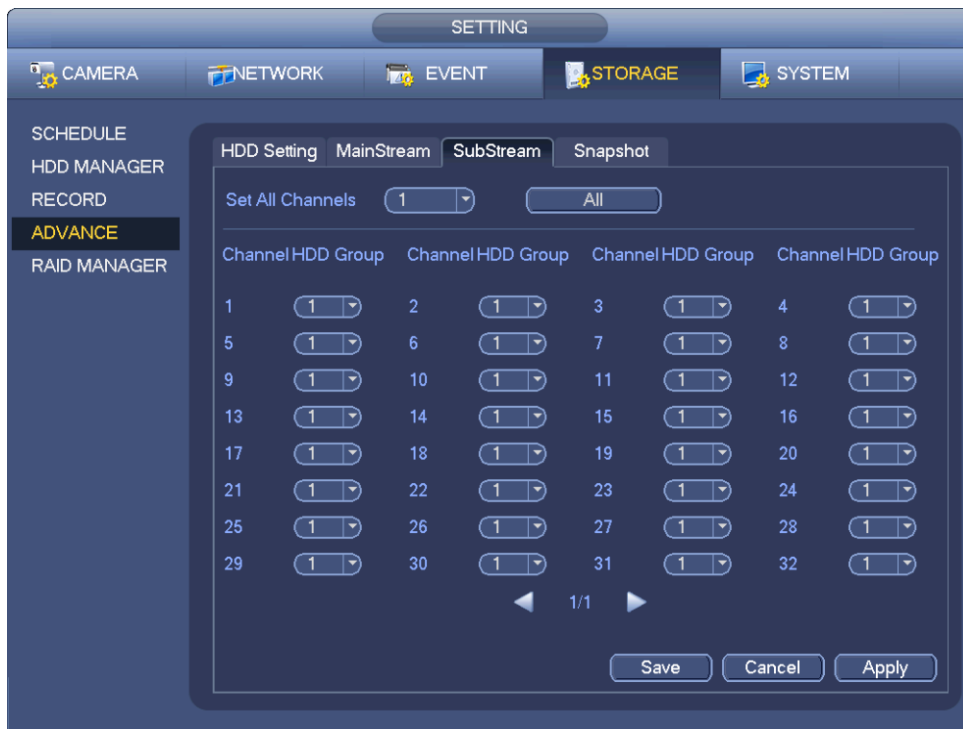 SETTING
CAMERA NETWORK EVENT STORAGE SYSTEM
SCHEDULE
HDD MANAGER
RECORD
ADVANCE
RAID MANAGER
HDD Setting MainStream SubStream Snapshot
Set All Channels 1 All
Channel HDD Group Channel HDD Group Channel HDD Group Channel HDD Group
1 1 2 1 3 1 4 1
5 1 6 1 7 1 8 1
9 1 10 1 11 1 12 1
13 1 14 1 15 1 16 1
17 1 18 1 19 1 20 1
21 1 22 1 23 1 24 1
25 1 26 1 27 1 28 1
29 1 30 1 31 1 32 1
1/1
Save Cancel Apply